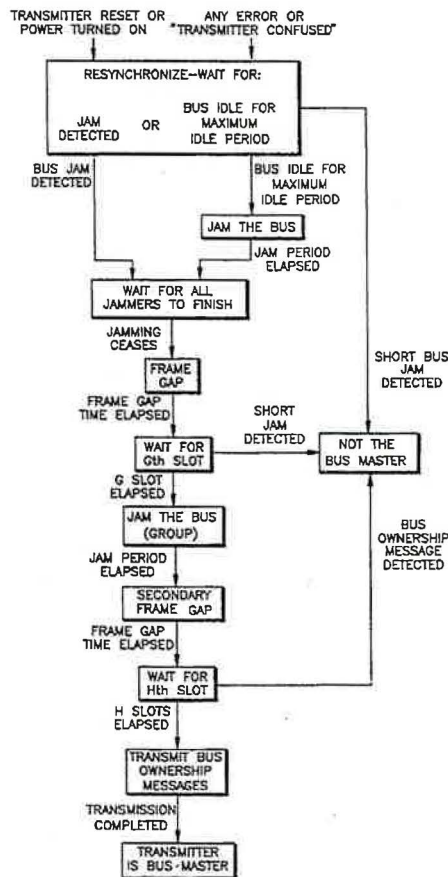 TRANSMITTER RESET OR
POWER TURNED ON
ANY ERROR OR
"TRANSMITTER CONFUSED"
RESYNCHRONIZE-WAIT FOR:
JAM
DETECTED
OR
BUS IDLE FOR
MAXIMUM
IDLE PERIOD
BUS JAM
DETECTED
BUS IDLE FOR
MAXIMUM
IDLE PERIOD
JAM THE BUS
JAM PERIOD
ELAPSED
WAIT FOR ALL
JAMMERS TO FINISH
JAMMING
CEASES
SHORT BUS
JAM
DETECTED
FRAME
GAP
FRAME GAP
TIME ELAPSED
SHORT
JAM
DETECTED
WAIT FOR
Gth SLOT
NOT THE
BUS MASTER
G SLOT
ELAPSED
JAM THE BUS
(GROUP)
BUS
OWNERSHIP
MESSAGE
DETECTED
JAM PERIOD
ELAPSED
SECONDARY
FRAME GAP
FRAME GAP
TIME ELAPSED
WAIT FOR
Hth SLOT
H SLOTS
ELAPSED
TRANSMIT BUS
OWNERSHIP
MESSAGES
TRANSMISSION
COMPLETED
TRANSMITTER
IS BUS-MASTER